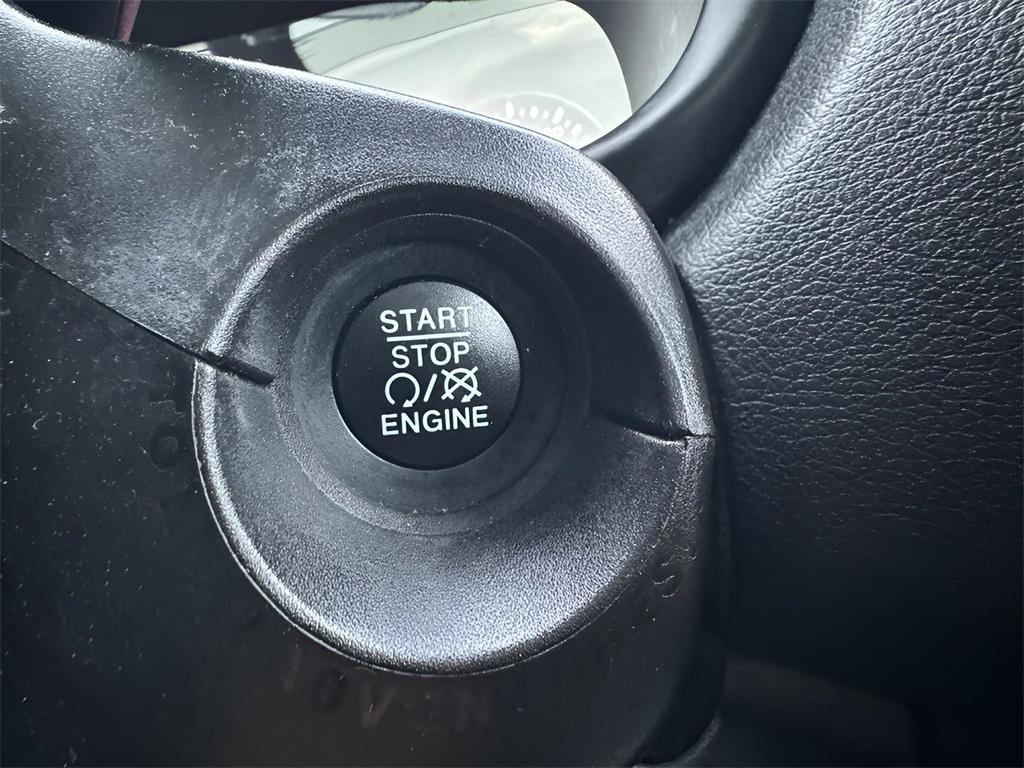 START
STOP
/
ENGINE